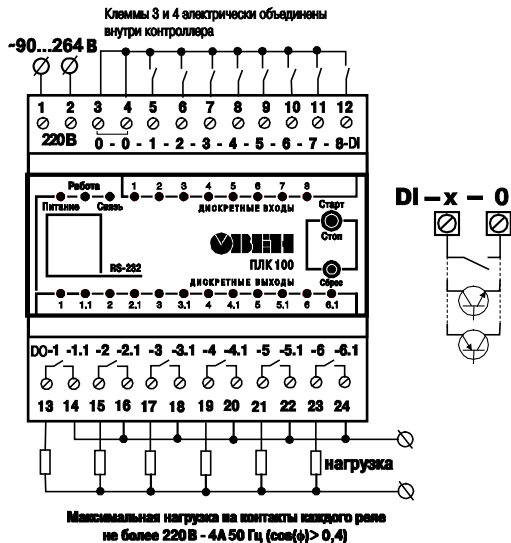 Клеммы 3 и 4 электрически объединены
внутри контроллера
~90...264 В
1 2 3 4 5 6 7 8 9 10 11 12
220В 0 - 0 - 1 - 2 - 3 - 4 - 5 - 6 - 7 - 8-DI
Работа
Питание Связь
1 2 3 4 5 6 7 8
ДИСКРЕТНЫЕ ВХОДЫ
Старт
Стоп
ОВЕН
ПЛК 100
RS-232
Сброс
ДИСКРЕТНЫЕ ВЫХОДЫ
1 1.1 2 2.1 3 3.1 4 4.1 5 5.1 6 6.1
DO-1 -1.1 -2 -2.1 -3 -3.1 -4 -4.1 -5 -5.1 -6 -6.1
13 14 15 16 17 18 19 20 21 22 23 24
нагрузка
Максимальная нагрузка на контакты каждого реле
не более 220В - 4А 50 Гц (cos(ϕ)> 0,4)
DI – x – 0